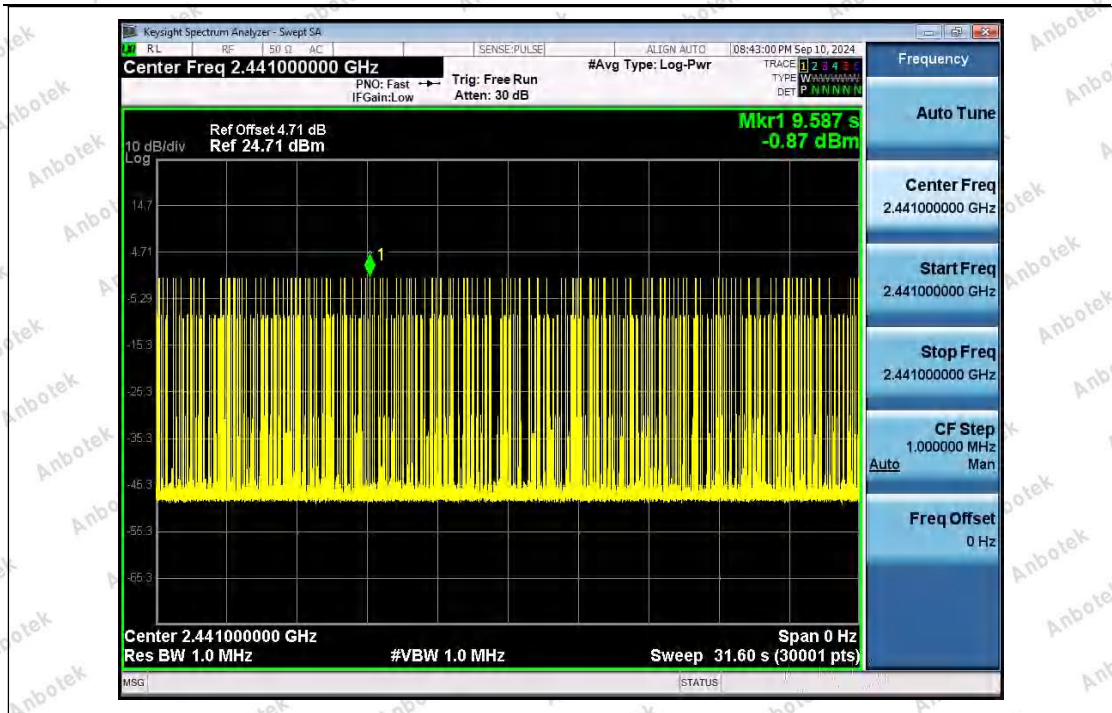 Keysight Spectrum Analyzer - Swept SA
RL RF 50 Ω AC SENSE:PULSE ALIGN AUTO 08:43:00 PM Sep 10, 2024
Center Freq 2.441000000 GHz
PNO: Fast
IFGain:Low
Trig: Free Run
Atten: 30 dB
#Avg Type: Log-Pwr
TRACE 1 2 3 4 5 6
TYPE W
DET P N N N N N
Mkr1 9.587 s
-0.87 dBm
Ref Offset 4.71 dB
10 dB/div Ref 24.71 dBm
Log
14.7
4.71
-5.29
-15.3
-25.3
-35.3
-45.3
-55.3
-65.3
1
Center 2.441000000 GHz Span 0 Hz
Res BW 1.0 MHz #VBW 1.0 MHz Sweep 31.60 s (30001 pts)
MSG STATUS
Frequency
Auto Tune
Center Freq
2.441000000 GHz
Start Freq
2.441000000 GHz
Stop Freq
2.441000000 GHz
CF Step
1.000000 MHz
Auto Man
Freq Offset
0 Hz
Anbotek